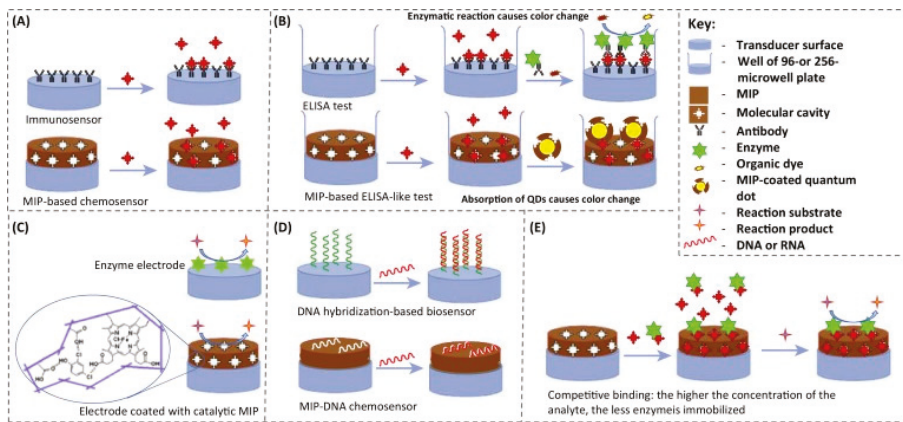 (A)
Immunosensor
MIP-based chemosensor
(B)
Enzymatic reaction causes color change
ELISA test
MIP-based ELISA-like test
Absorption of QDs causes color change
Key:
- Transducer surface
- Well of 96-or 256-
microwell plate
- MIP
- Molecular cavity
- Antibody
- Enzyme
- Organic dye
- MIP-coated quantum
dot
- Reaction substrate
- Reaction product
- DNA or RNA
(C)
Enzyme electrode
Electrode coated with catalytic MIP
(D)
DNA hybridization-based biosensor
MIP-DNA chemosensor
(E)
Competitive binding: the higher the concentration of the
analyte, the less enzymeis immobilized